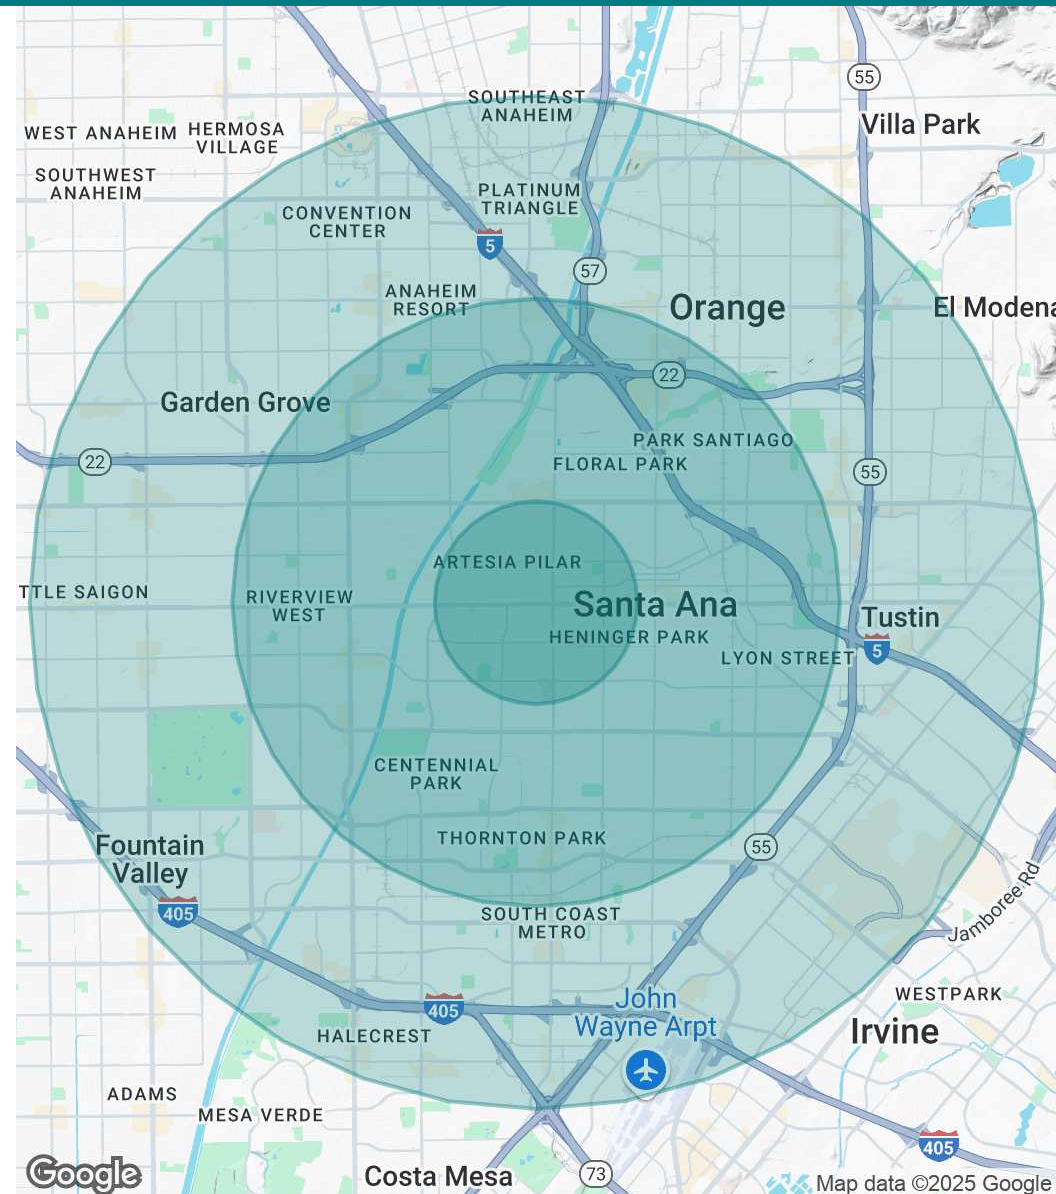 55
SOUTHEAST
ANAHEIM
Villa Park
WEST ANAHEIM
HERMOSA
VILLAGE
SOUTHWEST
ANAHEIM
PLATINUM
TRIANGLE
CONVENTION
CENTER
5
57
ANAHEIM
RESORT
Orange
El Modena
22
Garden Grove
PARK SANTIAGO
22
FLORAL PARK
55
ARTESIA PILAR
TTLE SAIGON
RIVERVIEW
WEST
Santa Ana
Tustin
HENINGER PARK
LYON STREET
5
CENTENNIAL
PARK
THORNTON PARK
55
Fountain
Valley
405
SOUTH COAST
METRO
Jamboree Rd
WESTPARK
John
Wayne Arpt
405
HALECREST
Irvine
ADAMS
MESA VERDE
405
Google
Costa Mesa
73
Map data ©2025 Google